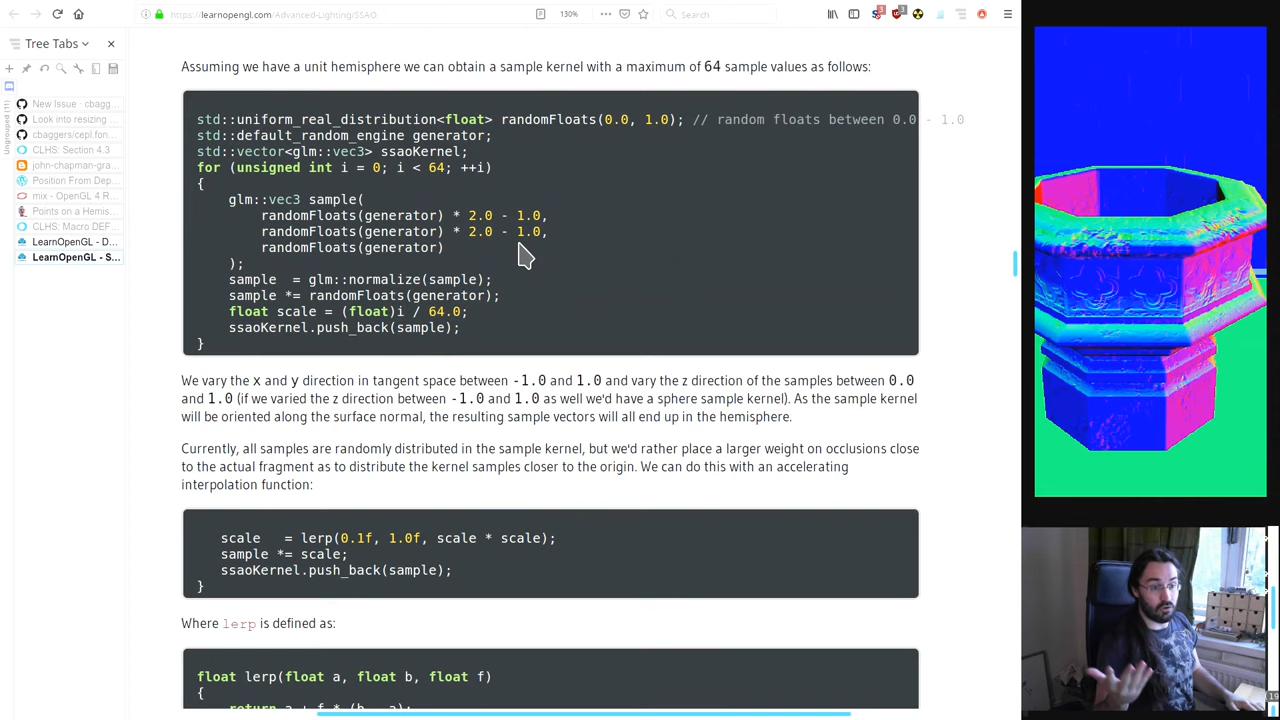 https://learnopengl.com/Advanced-Lighting/SSAO
130%
Search
3
3
Tree Tabs
Ungrouped (11)
New Issue · cbagg...
Look into resizing ...
cbaggers/cepl.fon...
CLHS: Section 4.3
john-chapman-gra...
Position From Dep...
mix - OpenGL 4 R...
Points on a Hemis...
CLHS: Macro DEF...
LearnOpenGL - D...
LearnOpenGL - S...
Assuming we have a unit hemisphere we can obtain a sample kernel with a maximum of 64 sample values as follows:
std::uniform_real_distribution<float> randomFloats(0.0, 1.0); // random floats between 0.0 - 1.0
std::default_random_engine generator;
std::vector<glm::vec3> ssaoKernel;
for (unsigned int i = 0; i < 64; ++i)
{
glm::vec3 sample(
randomFloats(generator) * 2.0 - 1.0,
randomFloats(generator) * 2.0 - 1.0,
randomFloats(generator)
);
sample  = glm::normalize(sample);
sample *= randomFloats(generator);
float scale = (float)i / 64.0;
ssaoKernel.push_back(sample);
}
We vary the x and y direction in tangent space between -1.0 and 1.0 and vary the z direction of the samples between 0.0
and 1.0 (if we varied the z direction between -1.0 and 1.0 as well we'd have a sphere sample kernel). As the sample kernel
will be oriented along the surface normal, the resulting sample vectors will all end up in the hemisphere.
Currently, all samples are randomly distributed in the sample kernel, but we'd rather place a larger weight on occlusions close
to the actual fragment as to distribute the kernel samples closer to the origin. We can do this with an accelerating
interpolation function:
scale   = lerp(0.1f, 1.0f, scale * scale);
sample *= scale;
ssaoKernel.push_back(sample);
}
Where lerp is defined as:
float lerp(float a, float b, float f)
{
return a + f * (b - a);
19